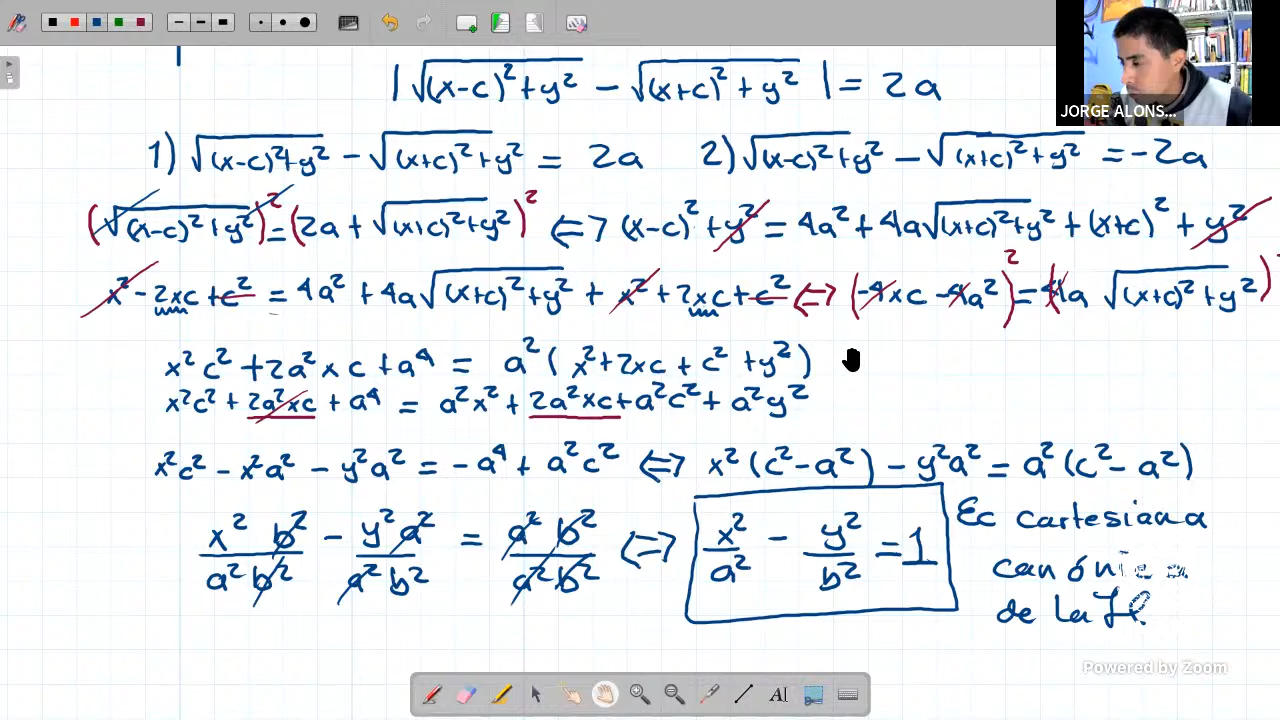 |√((x-c)²+y²) - √((x+c)²+y²)| = 2a
1) √((x-c)²+y²) - √((x+c)²+y²) = 2a 2) √((x-c)²+y²) - √((x+c)²+y²) = -2a
(√((x-c)²+y²))² = (2a + √((x+c)²+y²))² ⇔ (x-c)² + y² = 4a² + 4a√((x+c)²+y²) + (x+c)² + y²
x² - 2xc + c² = 4a² + 4a√((x+c)²+y²) + x² + 2xc + c² ⇔ (-4xc - 4a²)² = (4a √((x+c)²+y²))²
x²c² + 2a²xc + a⁴ = a²(x² + 2xc + c² + y²)
x²c² + 2a²xc + a⁴ = a²x² + 2a²xc + a²c² + a²y²
x²c² - x²a² - y²a² = -a⁴ + a²c² ⇔ x²(c²-a²) - y²a² = a²(c²-a²)
x²b²/a²b² - y²a²/a²b² = a²b²/a²b² ⇔ x²/a² - y²/b² = 1
Ec cartesiana
canónica
de la H.
JORGE ALONS...
Powered by Zoom
AI